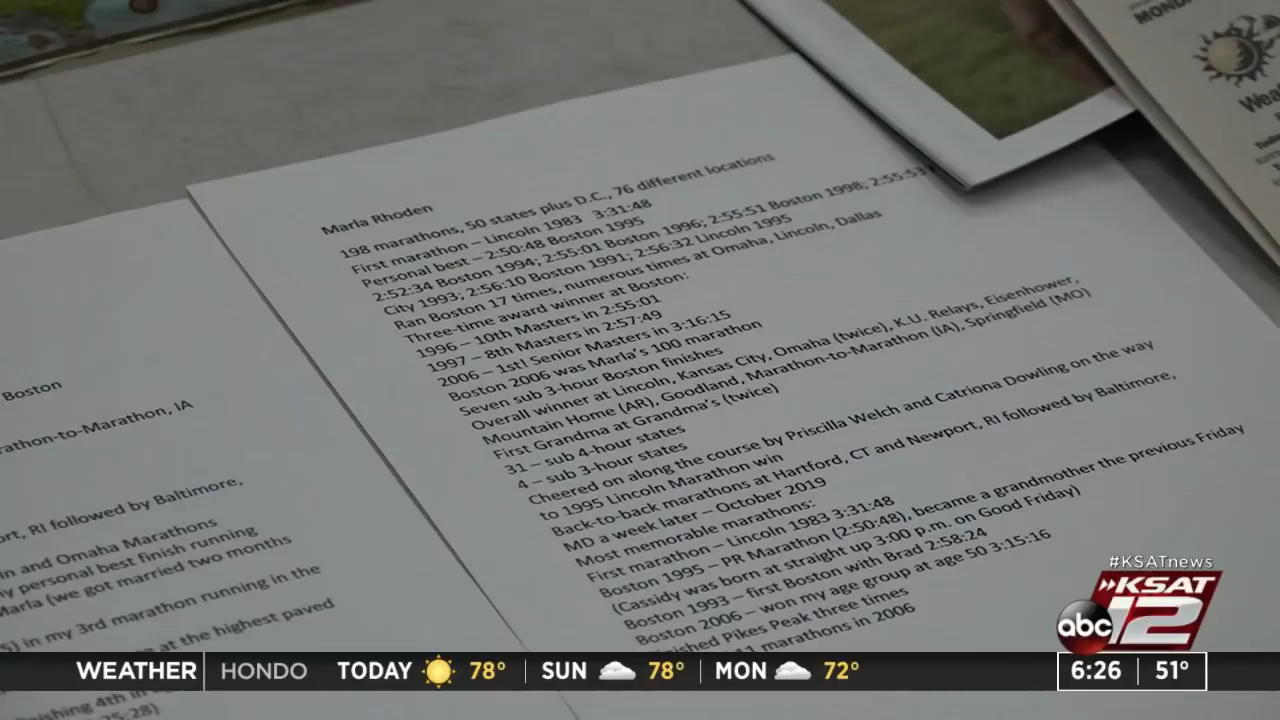 MONDA
Wea
Marla Rhoden
198 marathons, 50 states plus D.C., 76 different locations
First marathon – Lincoln 1983 3:31:48
Personal best – 2:50:48 Boston 1995
2:52:34 Boston 1994; 2:55:01 Boston 1996; 2:55:51 Boston 1998; 2:55:53
City 1993; 2:56:10 Boston 1991; 2:56:32 Lincoln 1995
Ran Boston 17 times, numerous times at Omaha, Lincoln, Dallas
Three-time award winner at Boston:
1996 – 10th Masters in 2:55:01
1997 – 8th Masters in 2:57:49
2006 – 1st! Senior Masters in 3:16:15
Boston 2006 was Marla's 100 marathon
Seven sub 3-hour Boston finishes
Overall winner at Lincoln, Kansas City, Omaha (twice), K.U. Relays, Eisenhower,
Mountain Home (AR), Goodland, Marathon-to-Marathon (IA), Springfield (MO)
First Grandma at Grandma's (twice)
31 – sub 4-hour states
4 – sub 3-hour states
Cheered on along the course by Priscilla Welch and Catriona Dowling on the way
to 1995 Lincoln Marathon win
Back-to-back marathons at Hartford, CT and Newport, RI followed by Baltimore,
MD a week later – October 2019
Most memorable marathons:
First marathon – Lincoln 1983 3:31:48
Boston 1995 – PR Marathon (2:50:48), became a grandmother the previous Friday
(Cassidy was born at straight up 3:00 p.m. on Good Friday)
Boston 1993 – first Boston with Brad 2:58:24
Boston 2006 – won my age group at age 50 3:15:16
nished Pikes Peak three times
11 marathons in 2006
Boston
rathon-to-Marathon, IA
ort, RI followed by Baltimore,
ln and Omaha Marathons
ny personal best finish running
Marla (we got married two months
5) in my 3rd marathon running in the
e at the highest paved
nishing 4th in
25:28)
#KSATnews
KSAT
abc 12
WEATHER HONDO TODAY 78° SUN 78° MON 72° 6:26 51°